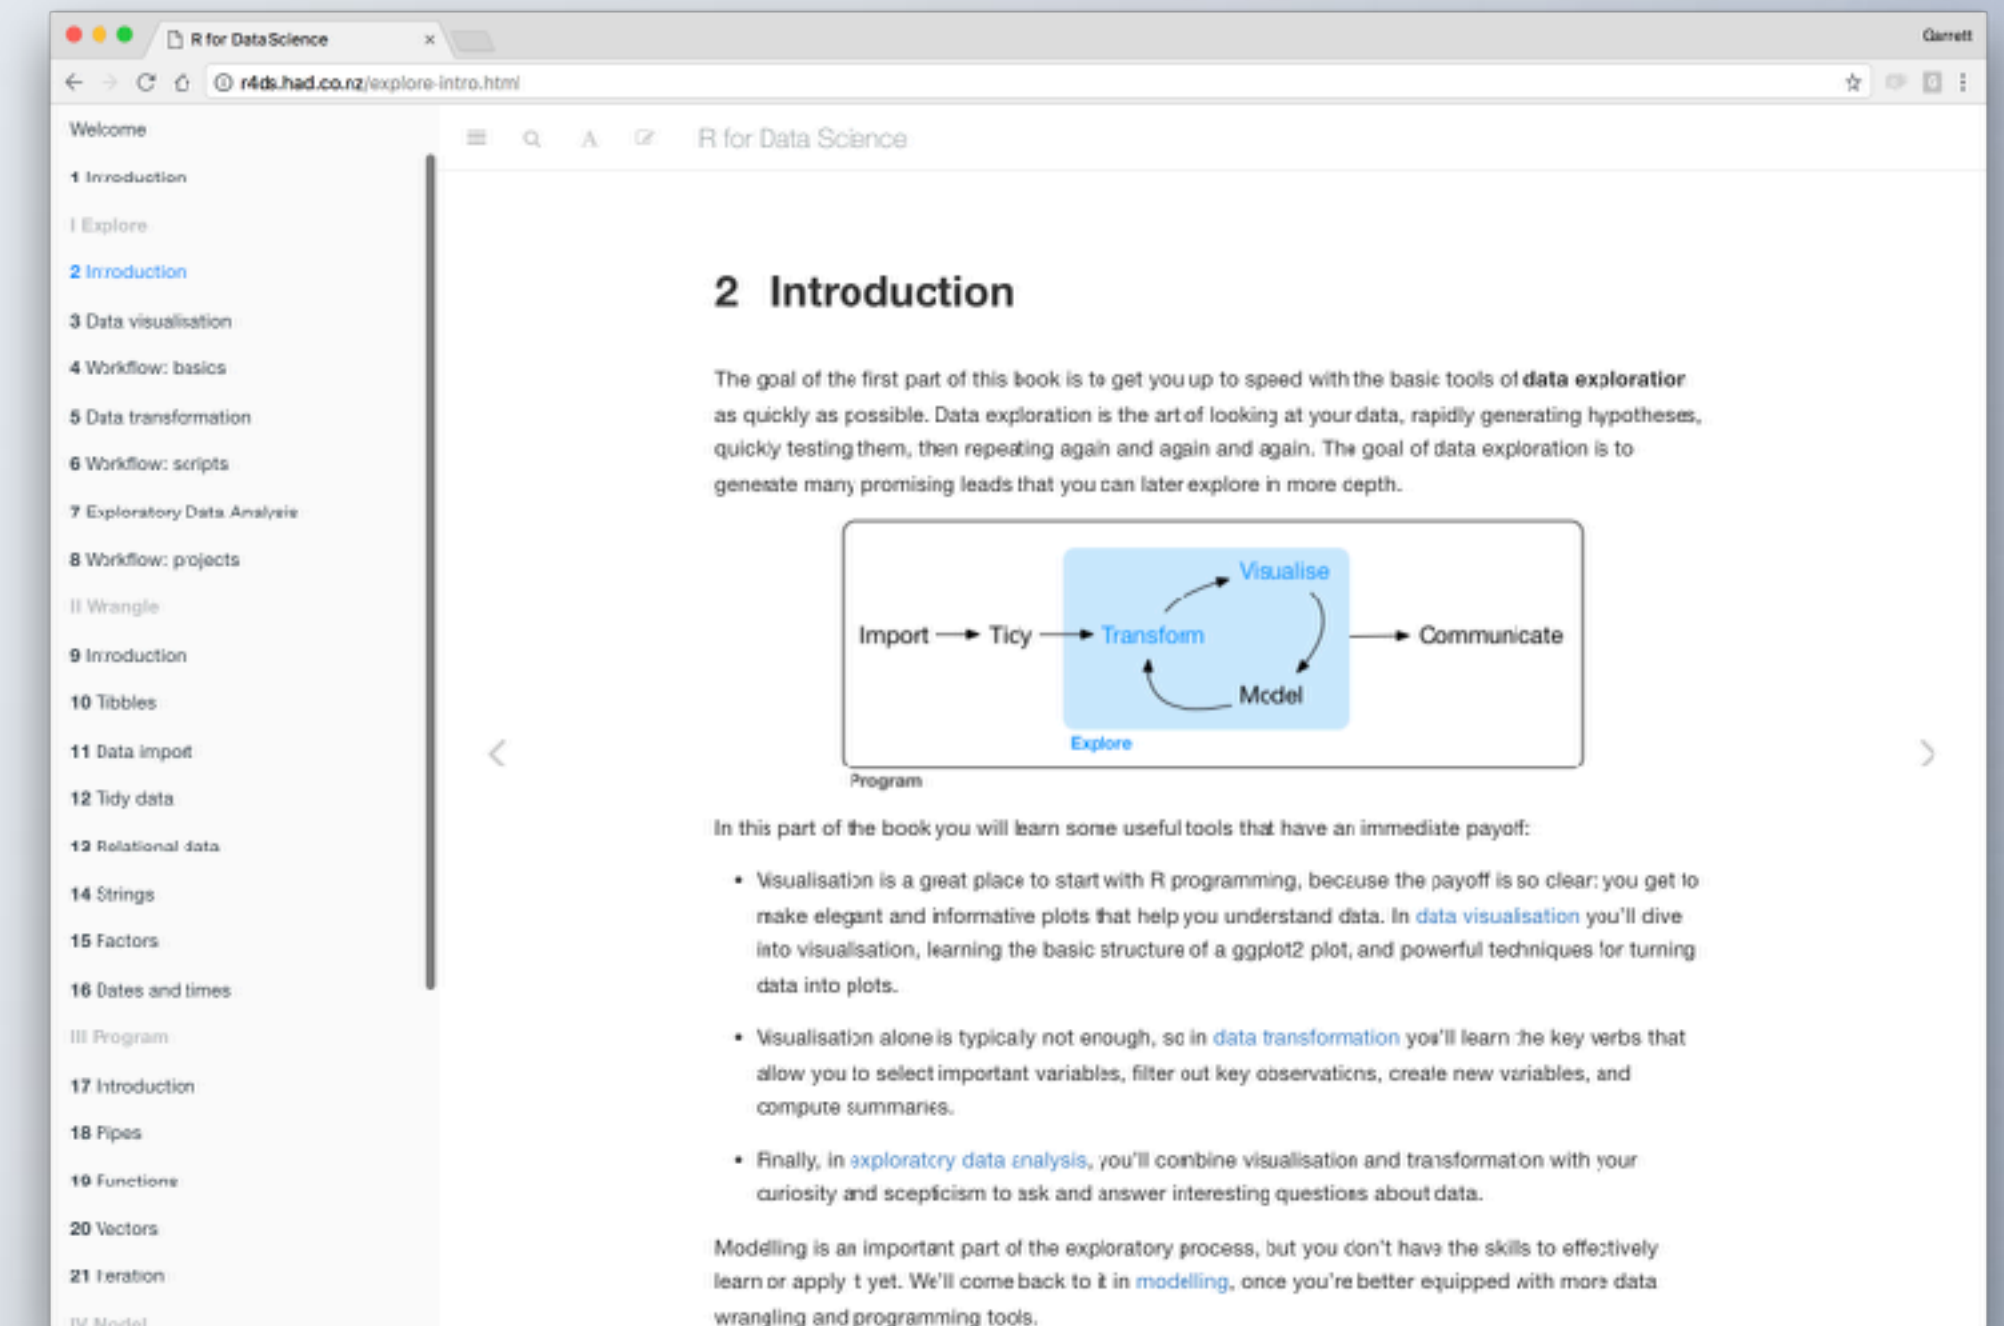 R for Data Science
Garrett
r4ds.had.co.nz/explore-intro.html
Welcome
1 Introduction
I Explore
2 Introduction
3 Data visualisation
4 Workflow: basics
5 Data transformation
6 Workflow: scripts
7 Exploratory Data Analysis
8 Workflow: projects
II Wrangle
9 Introduction
10 Tibbles
11 Data import
12 Tidy data
13 Relational data
14 Strings
15 Factors
16 Dates and times
III Program
17 Introduction
18 Pipes
19 Functions
20 Vectors
21 Iteration
IV Model
A
R for Data Science
2 Introduction
The goal of the first part of this book is to get you up to speed with the basic tools of data exploration
as quickly as possible. Data exploration is the art of looking at your data, rapidly generating hypotheses,
quickly testing them, then repeating again and again and again. The goal of data exploration is to
generate many promising leads that you can later explore in more depth.
Visualise
Import
Tidy
Transform
Communicate
Model
Explore
Program
In this part of the book you will learn some useful tools that have an immediate payoff:
• Visualisation is a great place to start with R programming, because the payoff is so clear: you get to
make elegant and informative plots that help you understand data. In data visualisation you'll dive
into visualisation, learning the basic structure of a ggplot2 plot, and powerful techniques for turning
data into plots.
• Visualisation alone is typically not enough, so in data transformation you'll learn the key verbs that
allow you to select important variables, filter out key observations, create new variables, and
compute summaries.
• Finally, in exploratory data analysis, you'll combine visualisation and transformation with your
curiosity and scepticism to ask and answer interesting questions about data.
Modelling is an important part of the exploratory process, but you don't have the skills to effectively
learn or apply it yet. We'll come back to it in modelling, once you're better equipped with more data
wrangling and programming tools.